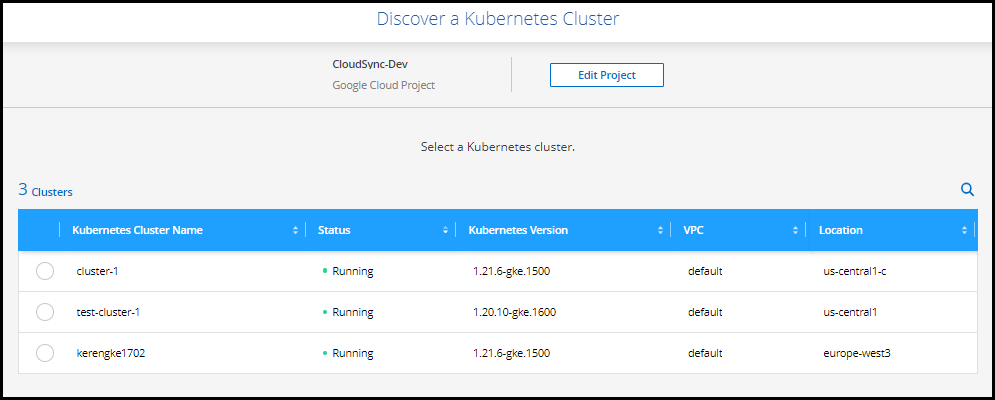 Discover a Kubernetes Cluster
CloudSync-Dev
Google Cloud Project
Edit Project
Select a Kubernetes cluster.
3 Clusters
Kubernetes Cluster Name Status Kubernetes Version VPC Location
cluster-1 Running 1.21.6-gke.1500 default us-central1-c
test-cluster-1 Running 1.20.10-gke.1600 default us-central1
kerengke1702 Running 1.21.6-gke.1500 default europe-west3